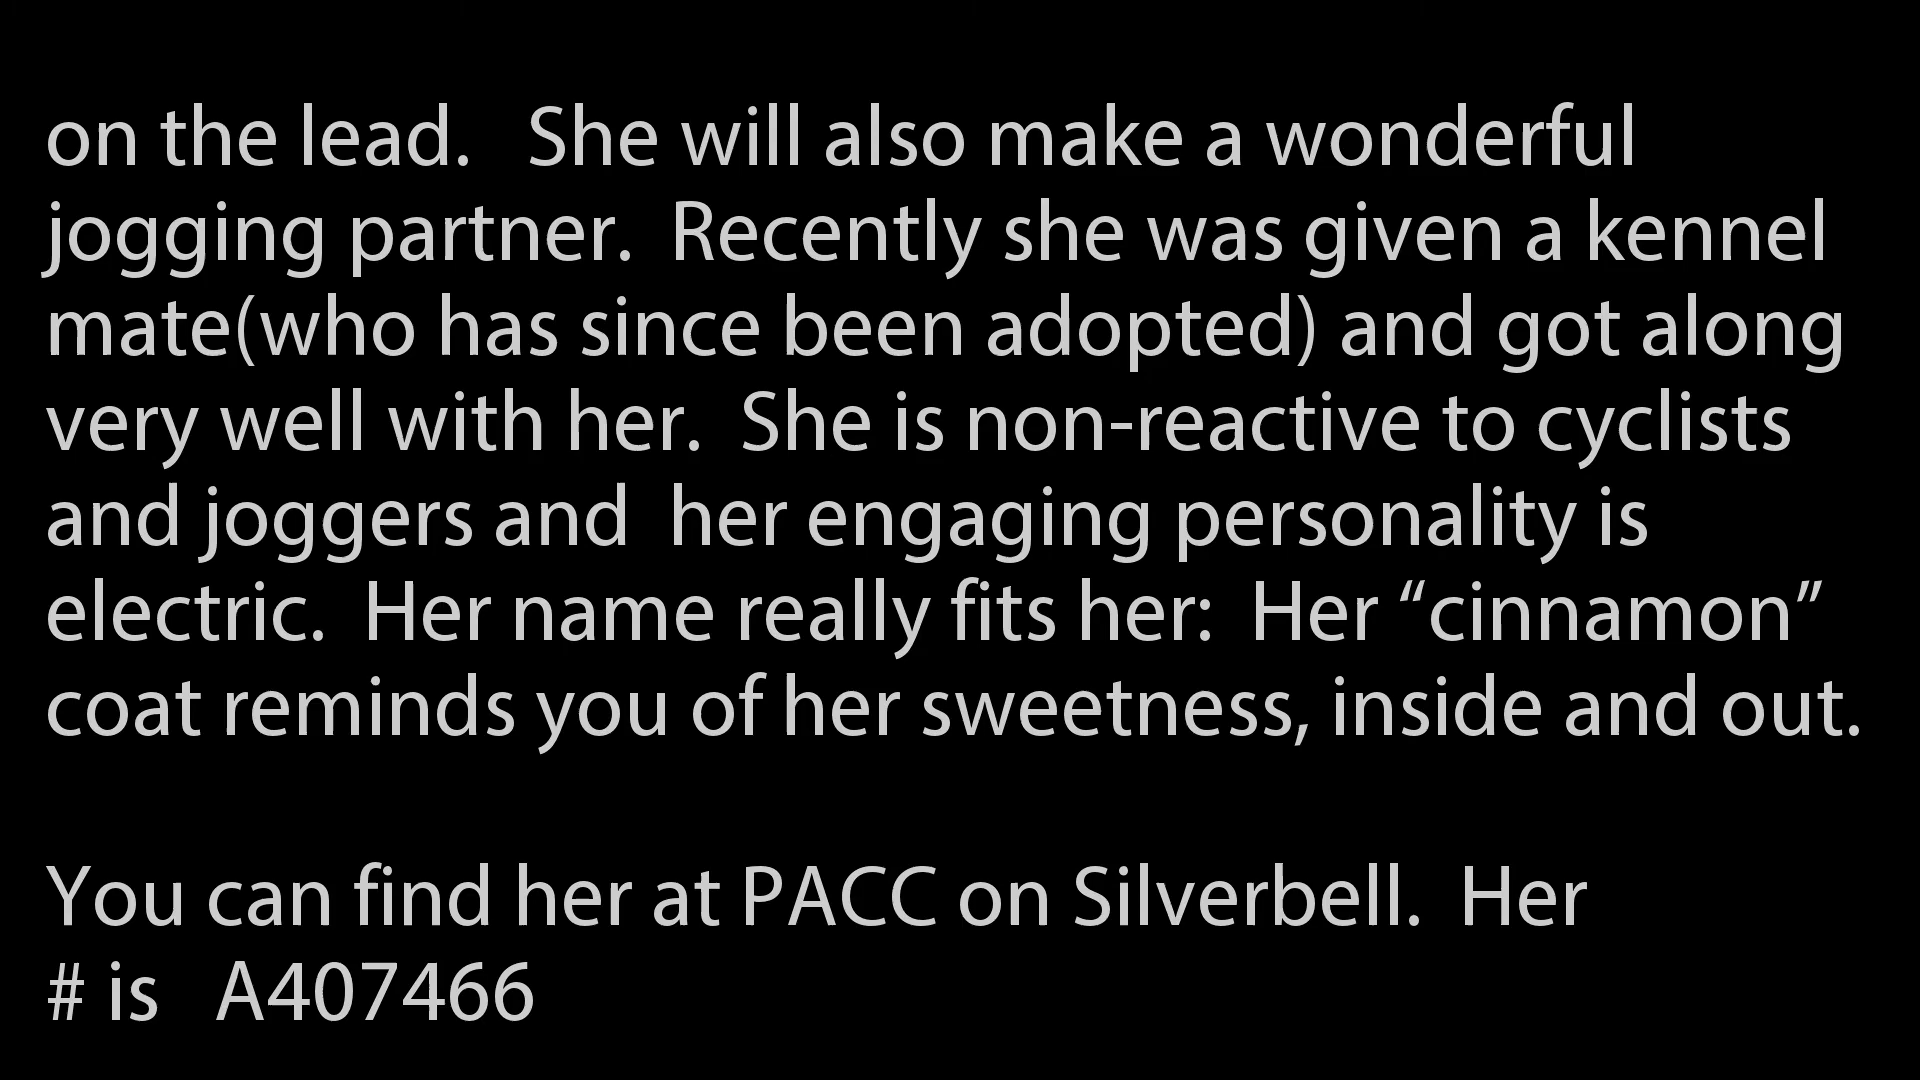 on the lead.   She will also make a wonderful
jogging partner.  Recently she was given a kennel
mate(who has since been adopted) and got along
very well with her.  She is non-reactive to cyclists
and joggers and  her engaging personality is
electric.  Her name really fits her:  Her “cinnamon”
coat reminds you of her sweetness, inside and out.
You can find her at PACC on Silverbell.  Her
# is   A407466